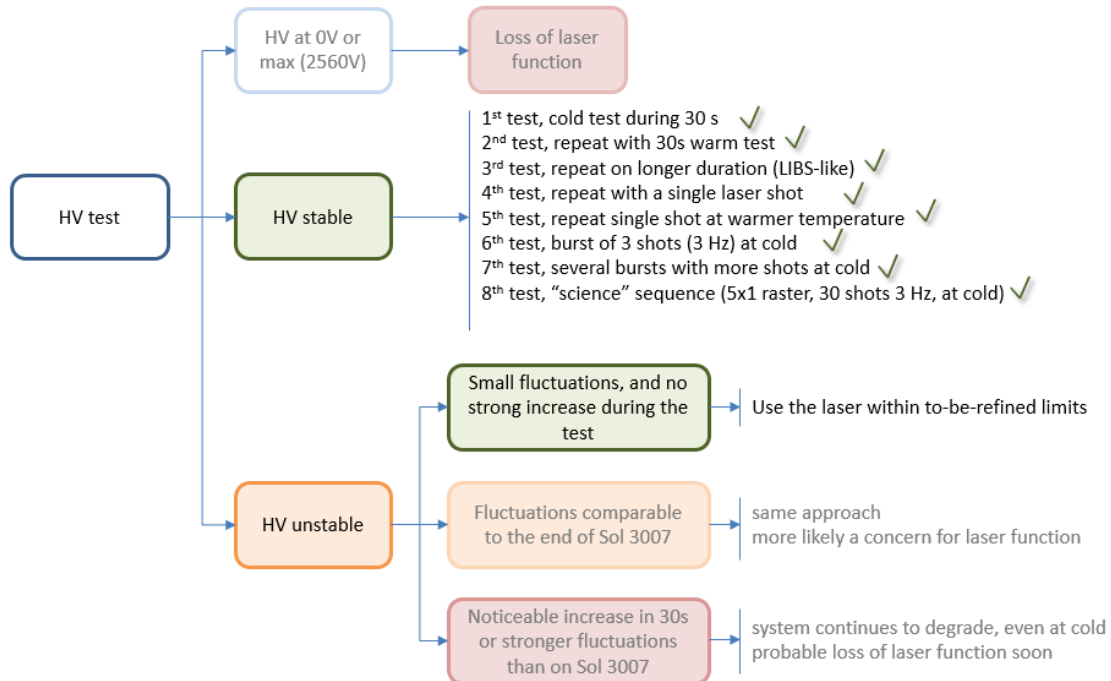 HV at 0V or
max (2560V)
Loss of laser
function
1st test, cold test during 30 s
2nd test, repeat with 30s warm test
3rd test, repeat on longer duration (LIBS-like)
4th test, repeat with a single laser shot
5th test, repeat single shot at warmer temperature
6th test, burst of 3 shots (3 Hz) at cold
7th test, several bursts with more shots at cold
8th test, “science” sequence (5x1 raster, 30 shots 3 Hz, at cold)
HV test
HV stable
Small fluctuations, and no
strong increase during the
test
Use the laser within to-be-refined limits
HV unstable
Fluctuations comparable
to the end of Sol 3007
same approach
more likely a concern for laser function
Noticeable increase in 30s
or stronger fluctuations
than on Sol 3007
system continues to degrade, even at cold
probable loss of laser function soon